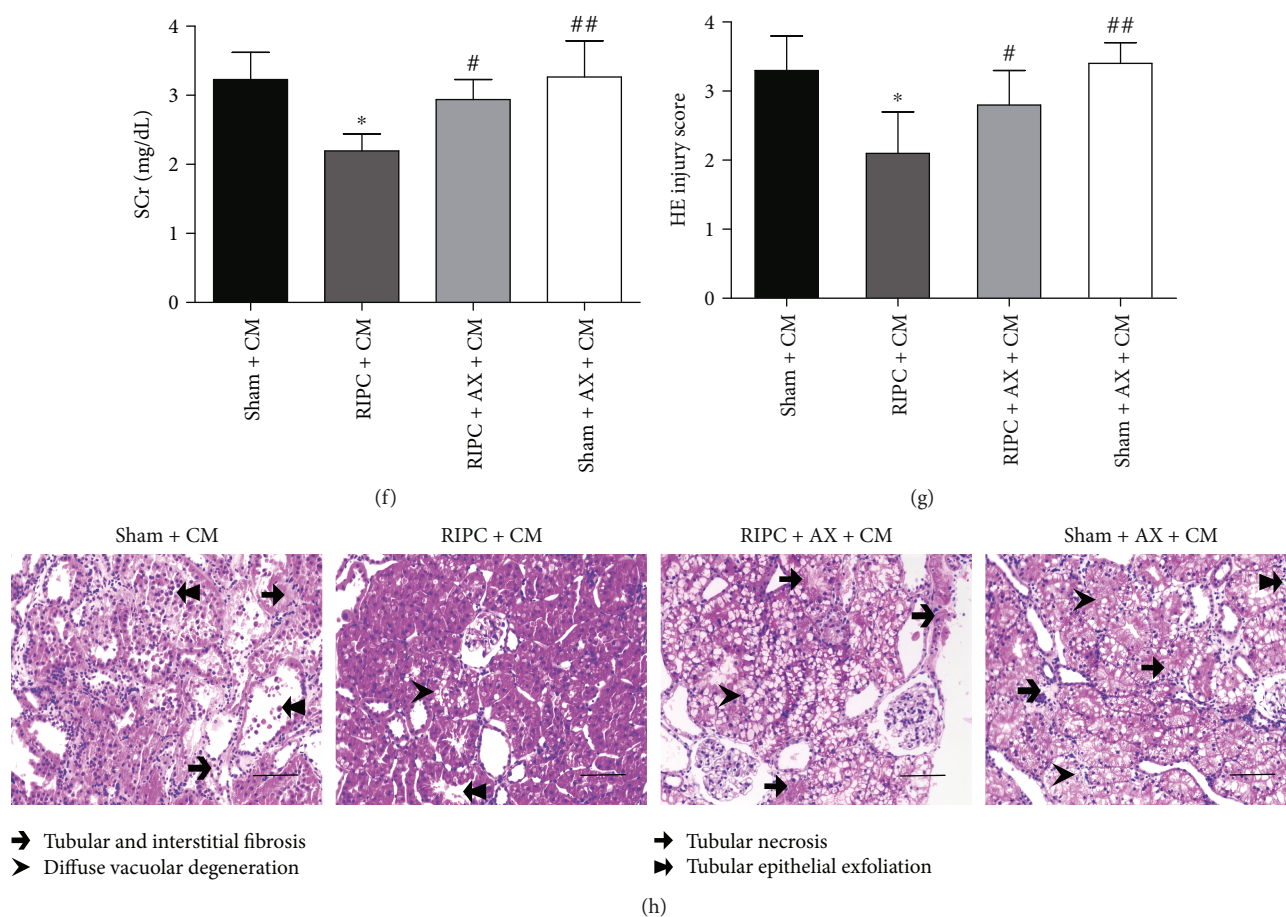 4
3
2
1
0
SCr (mg/dL)
*
#
##
Sham + CM
RIPC + CM
RIPC + AX + CM
Sham + AX + CM
(f)
4
3
2
1
0
HE injury score
*
#
##
Sham + CM
RIPC + CM
RIPC + AX + CM
Sham + AX + CM
(g)
Sham + CM
RIPC + CM
RIPC + AX + CM
Sham + AX + CM
Tubular and interstitial fibrosis
Diffuse vacuolar degeneration
Tubular necrosis
Tubular epithelial exfoliation
(h)